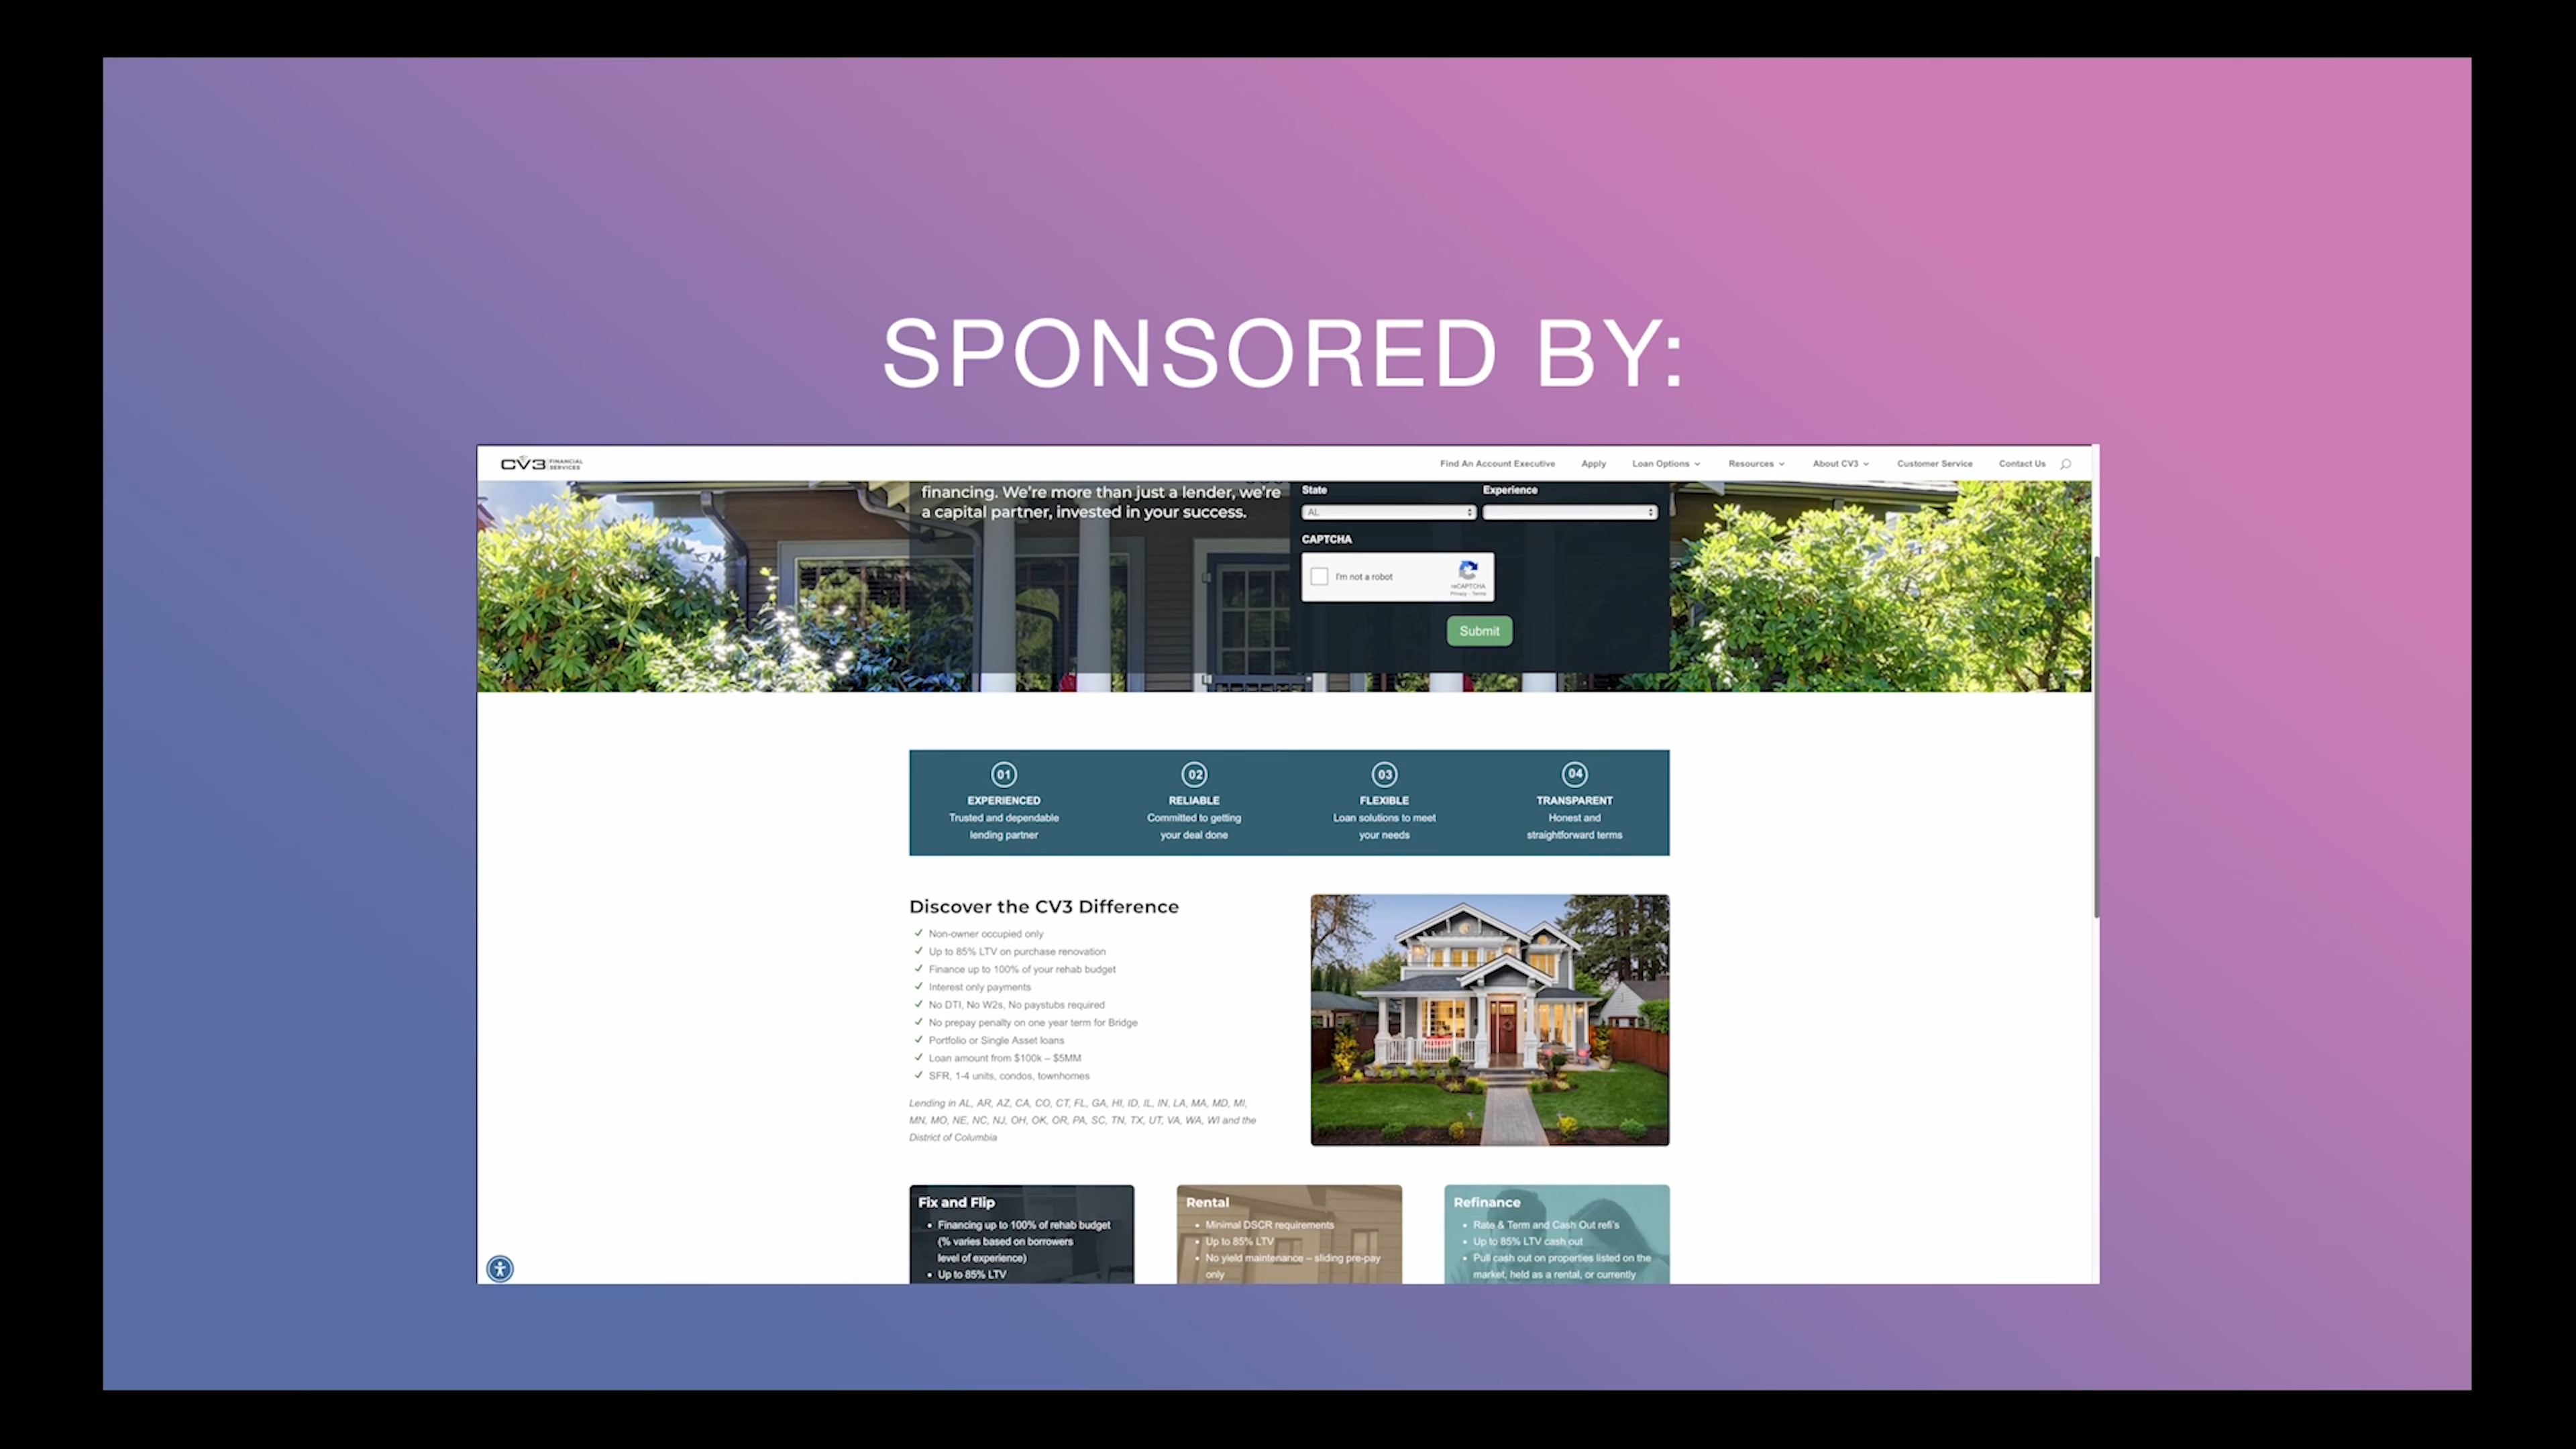 SPONSORED BY:
CV3 FINANCIAL SERVICES
Find An Account Executive Apply Loan Options Resources About CV3 Customer Service Contact Us
financing. We're more than just a lender, we're
a capital partner, invested in your success.
State Experience
AL
CAPTCHA
I'm not a robot
reCAPTCHA
Privacy - Terms
Submit
01
EXPERIENCED
Trusted and dependable
lending partner
02
RELIABLE
Committed to getting
your deal done
03
FLEXIBLE
Loan solutions to meet
your needs
04
TRANSPARENT
Honest and
straightforward terms
Discover the CV3 Difference
Non-owner occupied only
Up to 85% LTV on purchase renovation
Finance up to 100% of your rehab budget
Interest only payments
No DTI, No W2s, No paystubs required
No prepay penalty on one year term for Bridge
Portfolio or Single Asset loans
Loan amount from $100k – $5MM
SFR, 1-4 units, condos, townhomes
Lending in AL, AR, AZ, CA, CO, CT, FL, GA, HI, ID, IL, IN, LA, MA, MD, MI,
MN, MO, NE, NC, NJ, OH, OK, OR, PA, SC, TN, TX, UT, VA, WA, WI and the
District of Columbia
Fix and Flip
• Financing up to 100% of rehab budget
(% varies based on borrowers
level of experience)
• Up to 85% LTV
Rental
• Minimal DSCR requirements
• Up to 85% LTV
• No yield maintenance – sliding pre-pay
only
Refinance
• Rate & Term and Cash Out refi's
• Up to 85% LTV cash out
• Pull cash out on properties listed on the
market, held as a rental, or currently